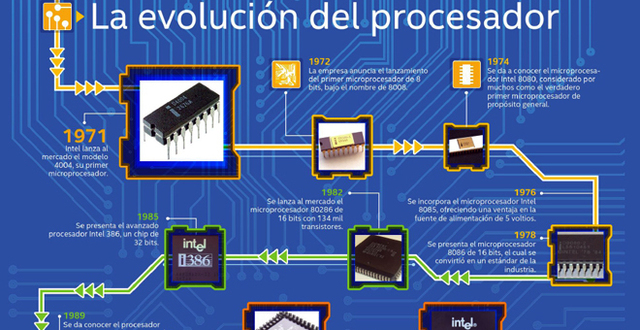 La evolución del procesador
1971
Intel lanza al
mercado el modelo
4004, su primer
microprocesador.
1972
La empresa anuncia el lanzamiento
del primer microprocesador de 8
bits, bajo el nombre de 8008.
1974
Se da a conocer el microprocesa-
dor Intel 8080, considerado por
muchos como el verdadero
primer microprocesador de
propósito general.
1976
Se incorpora el microprocesador Intel
8085, ofreciendo una ventaja en la
fuente de alimentación de 5 voltios.
1978
Se presenta el microprocesador
8086 de 16 bits, el cual se
convirtió en un estándar de la
industria.
1982
Se lanza al mercado el
microprocesador 80286 de
16 bits con 134 mil
transistores.
1985
Se presenta el avanzado
procesador Intel 386, un chip de
32 bits.
intel
i386
1989
Se da conocer el procesador
intel